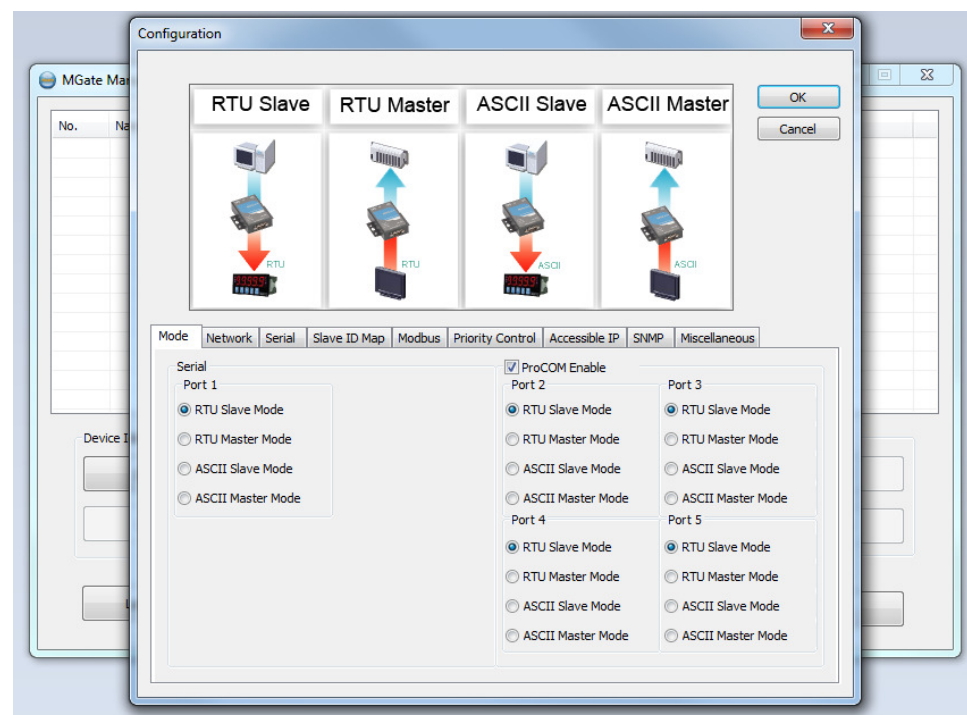 Configuration
MGate Mar
No.
Na
RTU Slave
RTU Master
ASCII Slave
ASCII Master
OK
Cancel
RTU
RTU
ASCII
ASCII
Mode
Network
Serial
Slave ID Map
Modbus
Priority Control
Accessible IP
SNMP
Miscellaneous
Serial
ProCOM Enable
Port 1
RTU Slave Mode
RTU Master Mode
ASCII Slave Mode
ASCII Master Mode
Port 2
RTU Slave Mode
RTU Master Mode
ASCII Slave Mode
ASCII Master Mode
Port 3
RTU Slave Mode
RTU Master Mode
ASCII Slave Mode
ASCII Master Mode
Port 4
RTU Slave Mode
RTU Master Mode
ASCII Slave Mode
ASCII Master Mode
Port 5
RTU Slave Mode
RTU Master Mode
ASCII Slave Mode
ASCII Master Mode
Device I